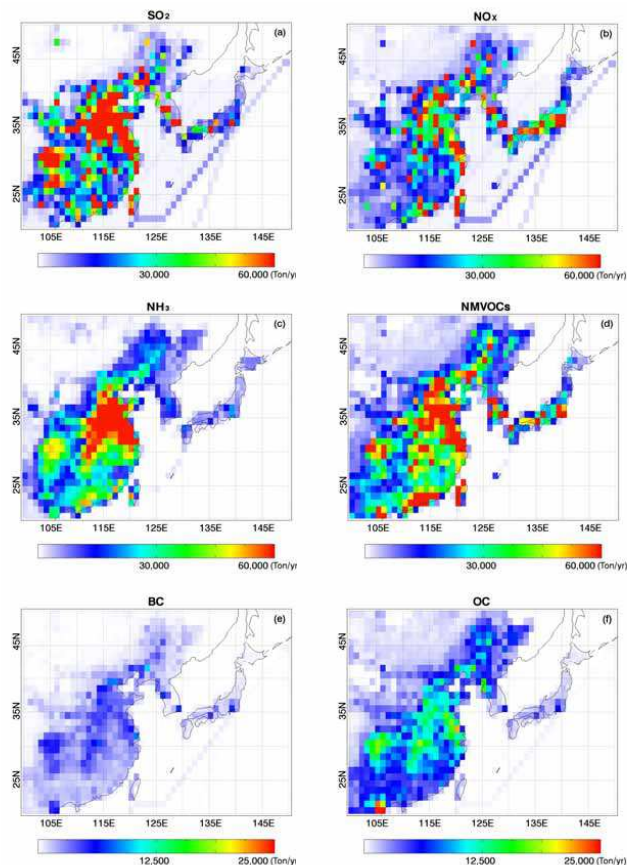 SO₂
NOx
(a)
(b)
45N
35N
25N
45N
35N
25N
105E 115E 125E 135E 145E
105E 115E 125E 135E 145E
30,000 60,000 (Ton/yr)
30,000 60,000 (Ton/yr)
NH₃
NMVOCs
(c)
(d)
45N
35N
25N
45N
35N
25N
105E 115E 125E 135E 145E
105E 115E 125E 135E 145E
30,000 60,000 (Ton/yr)
30,000 60,000 (Ton/yr)
BC
OC
(e)
(f)
45N
35N
25N
45N
35N
25N
105E 115E 125E 135E 145E
105E 115E 125E 135E 145E
12,500 25,000 (Ton/yr)
12,500 25,000 (Ton/yr)